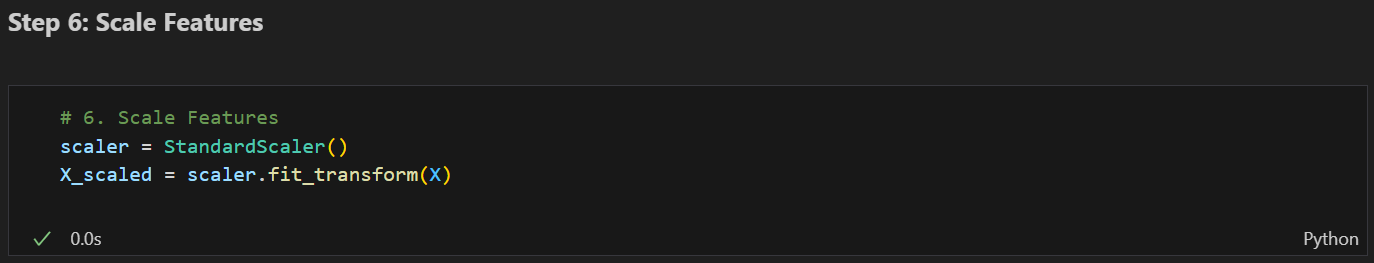 Step 6: Scale Features
# 6. Scale Features
scaler = StandardScaler()
X_scaled = scaler.fit_transform(X)
0.0s
Python